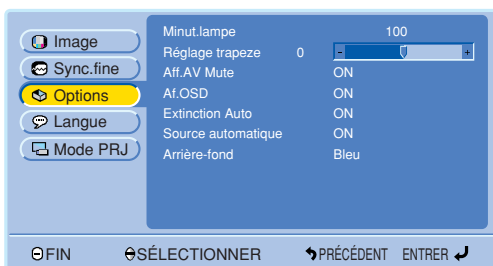 Image
Sync.fine
Options
Langue
Mode PRJ
Minut.lampe 100
Réglage trapeze 0 - +
Aff.AV Mute ON
Af.OSD ON
Extinction Auto ON
Source automatique ON
Arrière-fond Bleu
FIN SÉLECTIONNER PRÉCÉDENT ENTRER